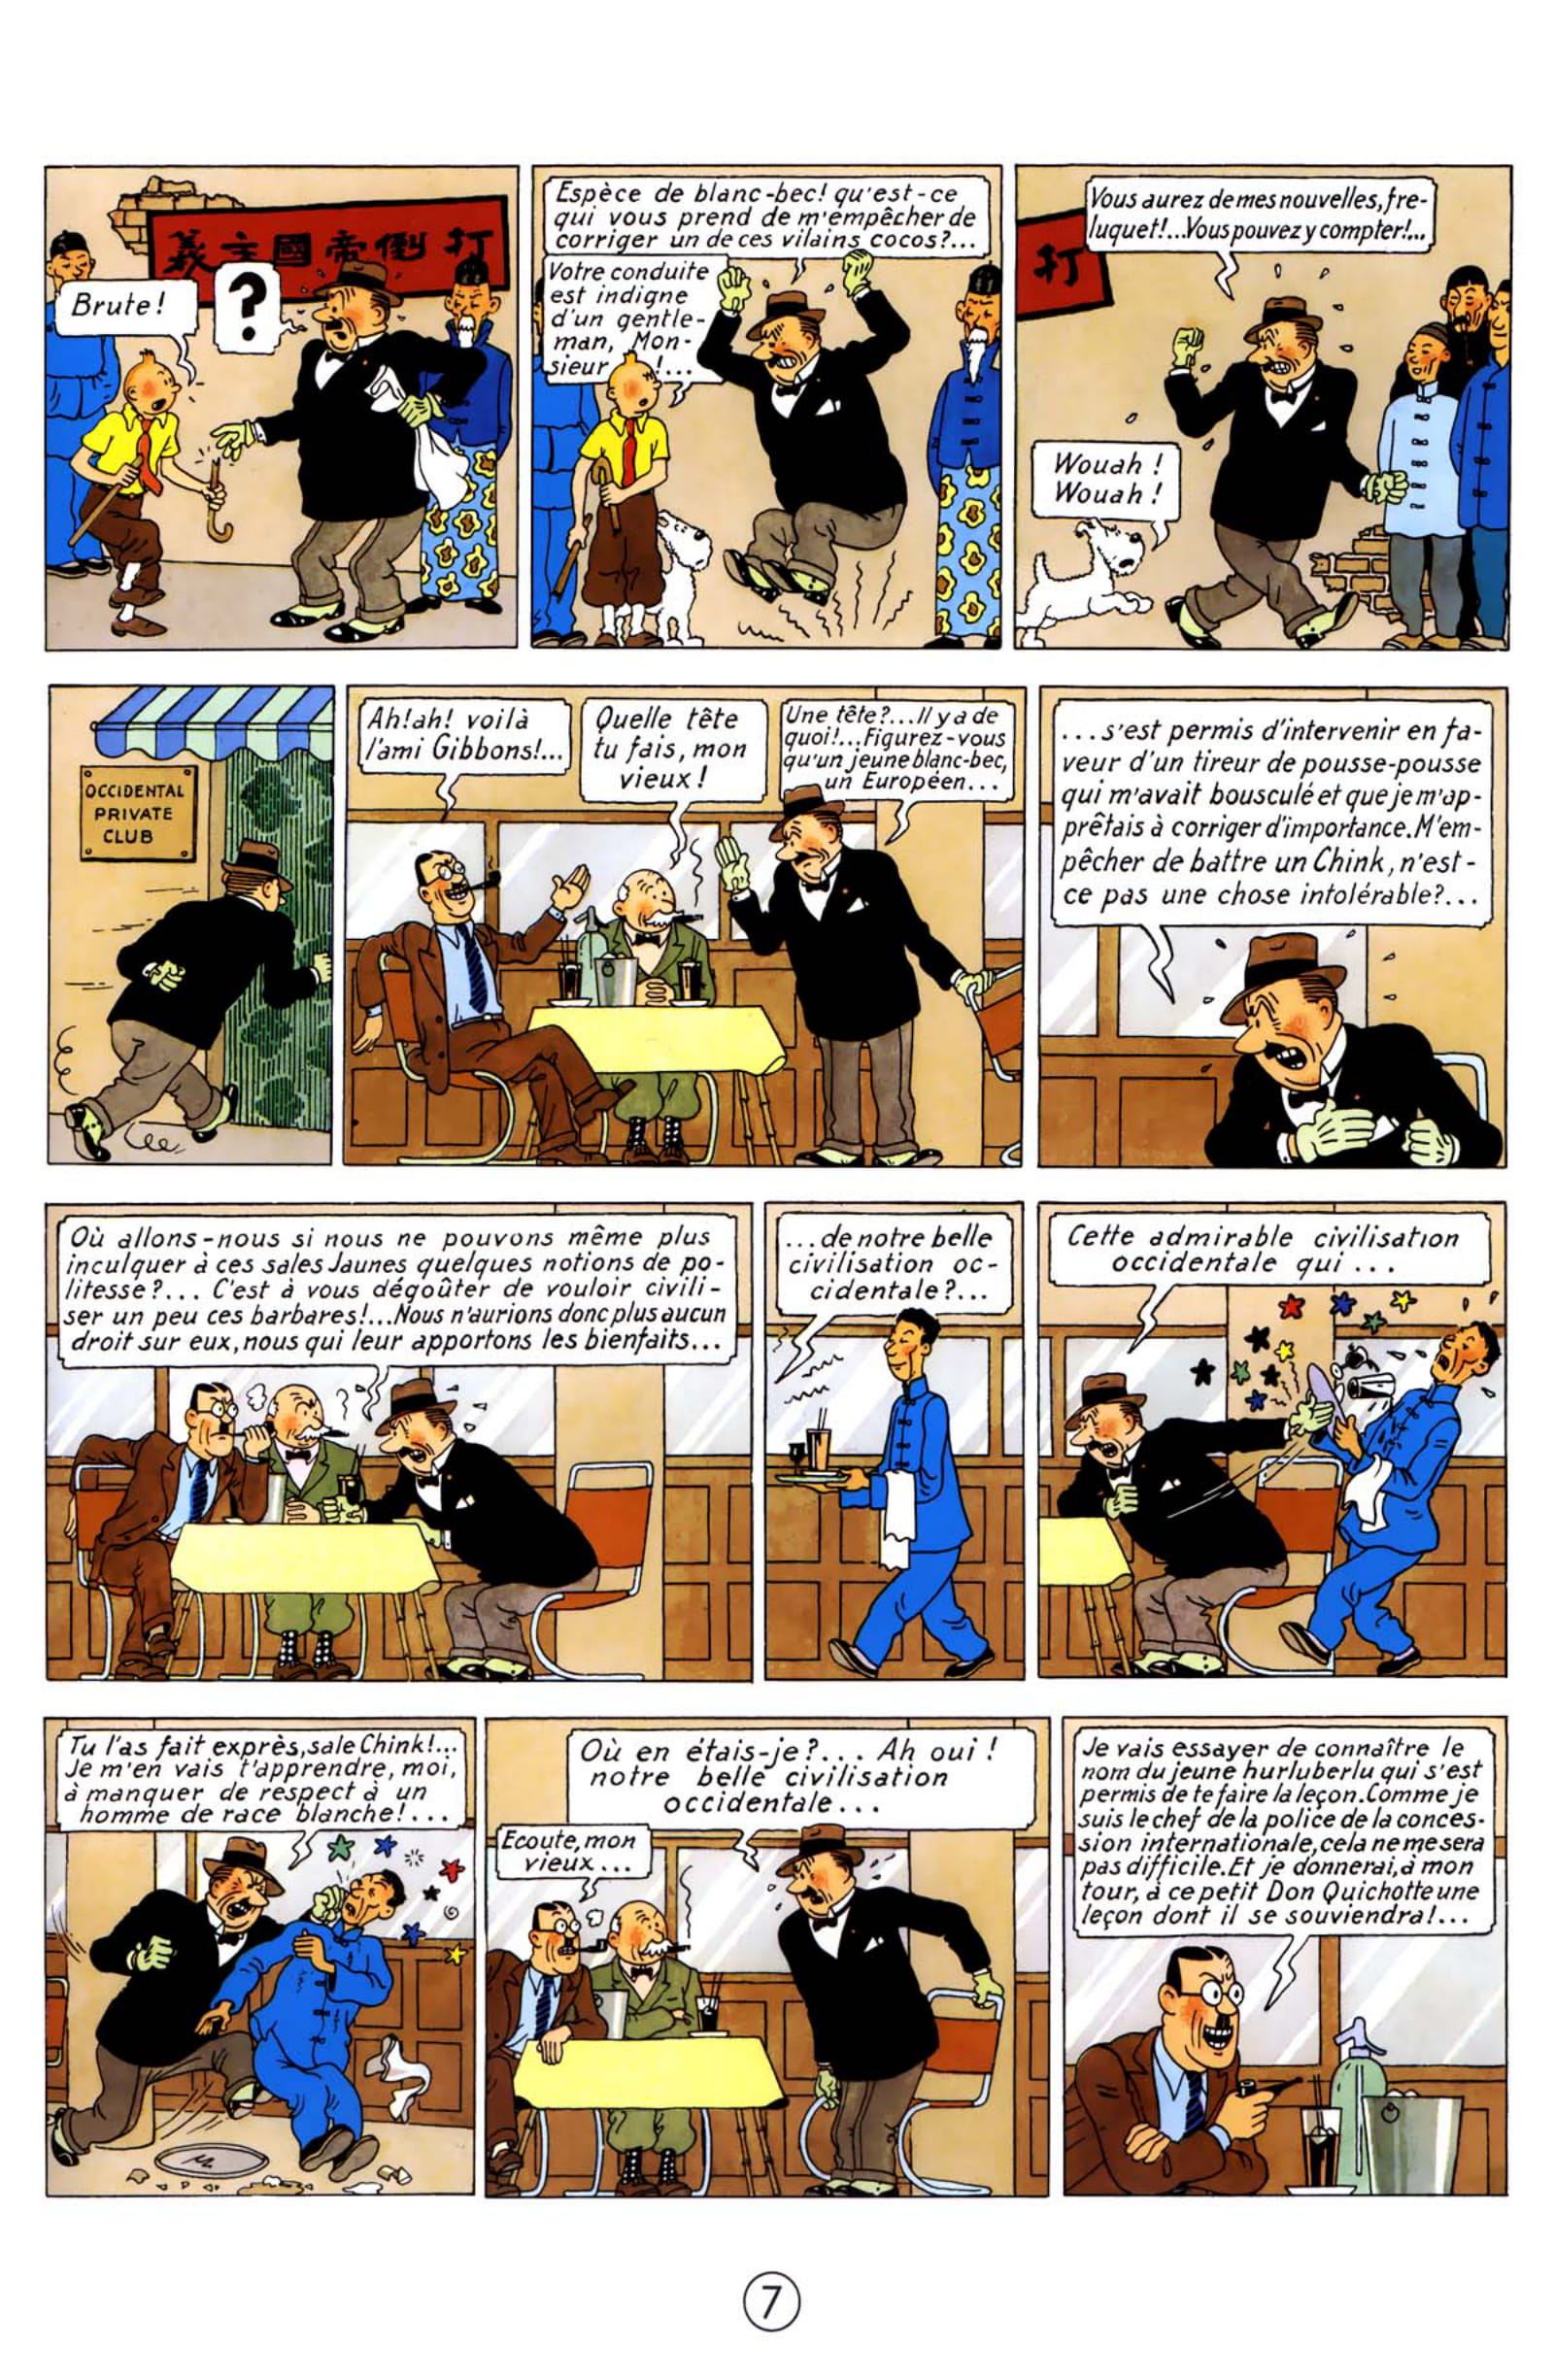 義主國帝倒打
Brute!
?
Espèce de blanc-bec! qu'est-ce
qui vous prend de m'empêcher de
corriger un de ces vilains cocos?...
Votre conduite
est indigne
d'un gentle-
man, Mon-
sieur !...
打
Vous aurez de mes nouvelles, fre-
luquet!...Vous pouvez y compter!...
Wouah !
Wouah !
OCCIDENTAL
PRIVATE
CLUB
Ah!ah! voilà
l'ami Gibbons!...
Quelle tête
tu fais, mon
vieux !
Une tête?...Il y a de
quoi!...Figurez-vous
qu'un jeune blanc-bec,
un Européen...
...s'est permis d'intervenir en fa-
veur d'un tireur de pousse-pousse
qui m'avait bousculé et que je m'ap-
prêtais à corriger d'importance. M'em-
pêcher de battre un Chink, n'est-
ce pas une chose intolérable?...
Où allons-nous si nous ne pouvons même plus
inculquer à ces sales Jaunes quelques notions de po-
litesse?... C'est à vous dégoûter de vouloir civili-
ser un peu ces barbares!...Nous n'aurions donc plus aucun
droit sur eux, nous qui leur apportons les bienfaits...
...de notre belle
civilisation oc-
cidentale?...
Cette admirable civilisation
occidentale qui ...
Tu l'as fait exprès, sale Chink!...
Je m'en vais t'apprendre, moi,
à manquer de respect à un
homme de race blanche!...
Où en étais-je?... Ah oui !
notre belle civilisation
occidentale...
Ecoute, mon
vieux...
Je vais essayer de connaître le
nom du jeune hurluberlu qui s'est
permis de te faire la leçon. Comme je
suis le chef de la police de la conces-
sion internationale, cela ne me sera
pas difficile. Et je donnerai, à mon
tour, à ce petit Don Quichotte une
leçon dont il se souviendra!...
7